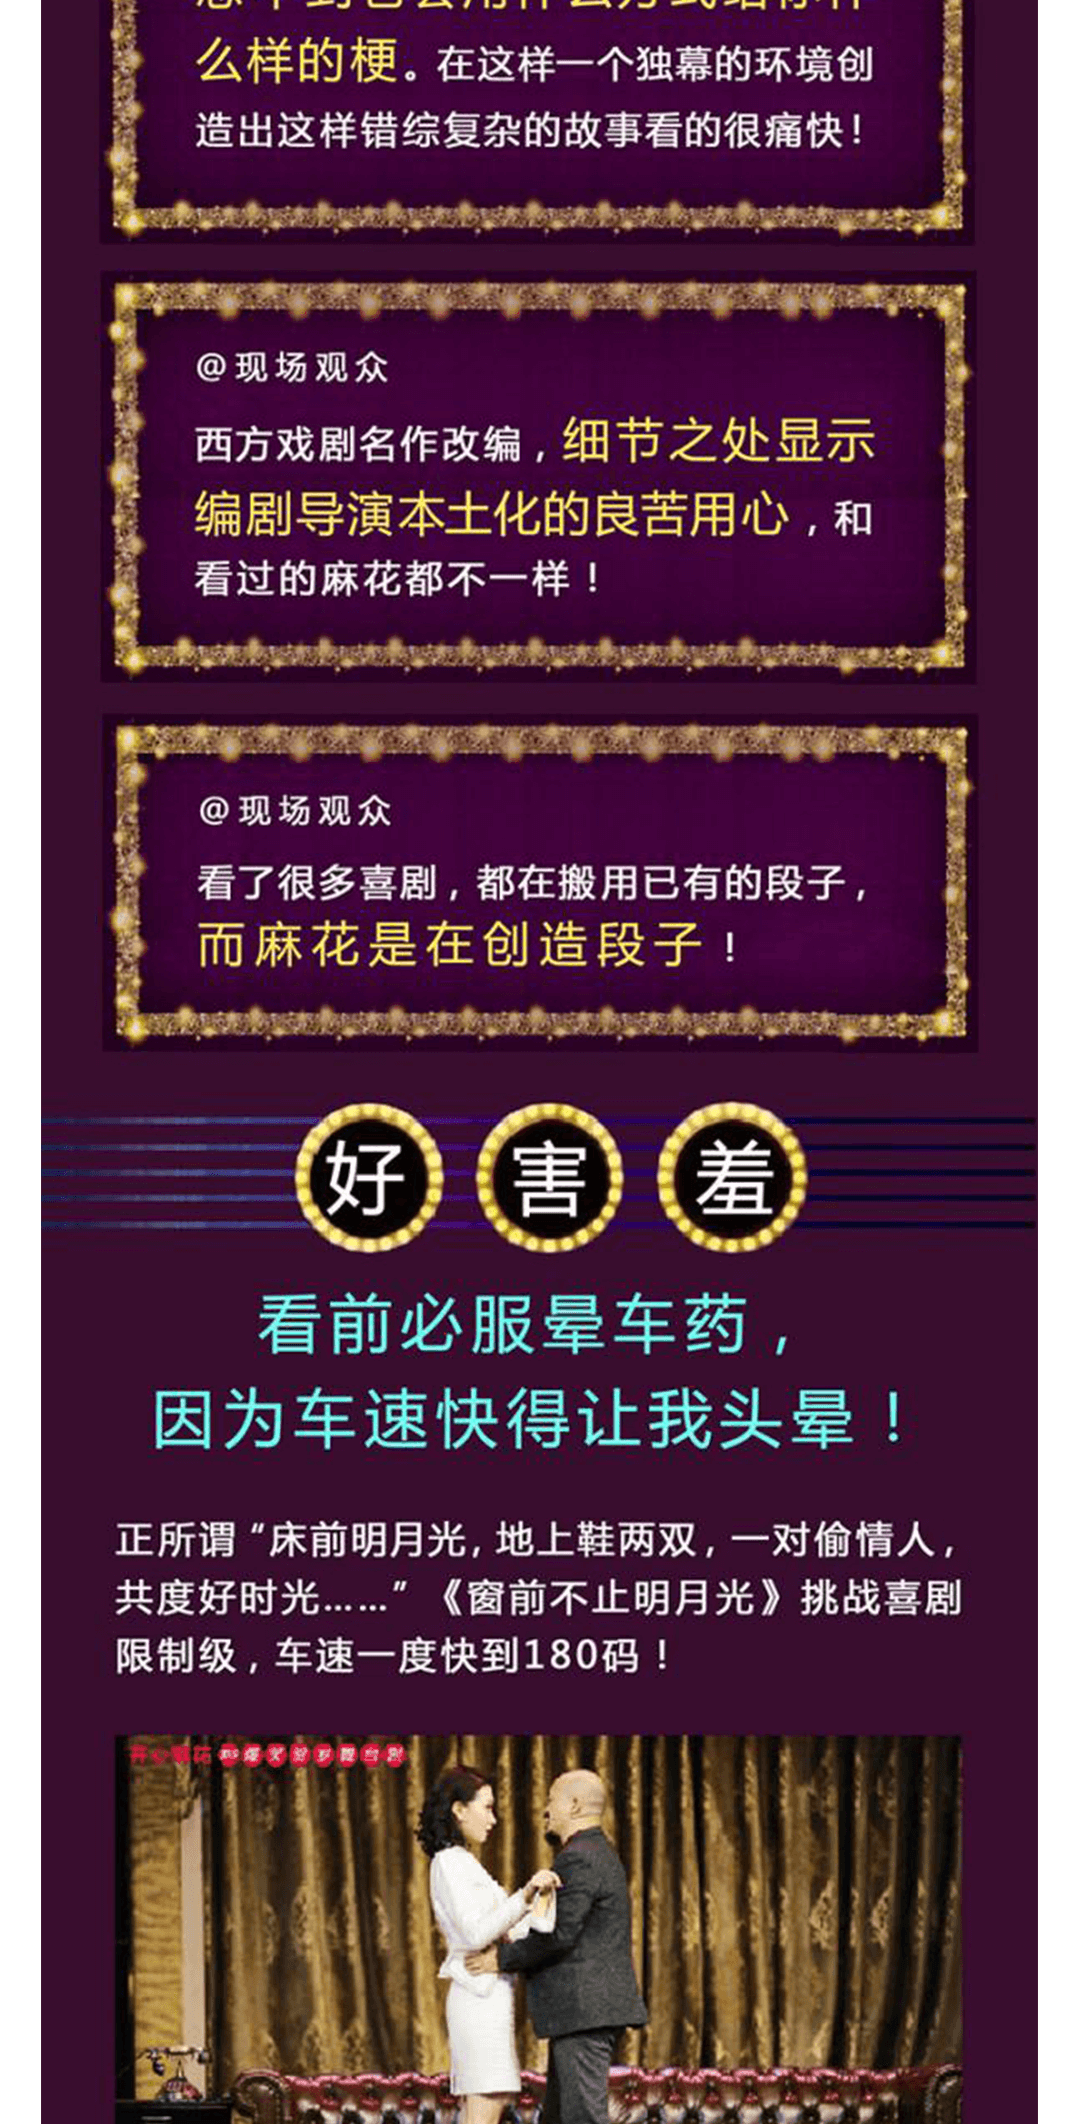 么样的梗。在这样一个独幕的环境创
造出这样错综复杂的故事看的很痛快！
@现场观众
西方戏剧名作改编，细节之处显示
编剧导演本土化的良苦用心，和
看过的麻花都不一样！
@现场观众
看了很多喜剧，都在搬用已有的段子，
而麻花是在创造段子！
好害羞
看前必服晕车药，
因为车速快得让我头晕！
正所谓“床前明月光，地上鞋两双，一对偷情人，
共度好时光……”《窗前不止明月光》挑战喜剧
限制级，车速一度快到180码！
开心麻花